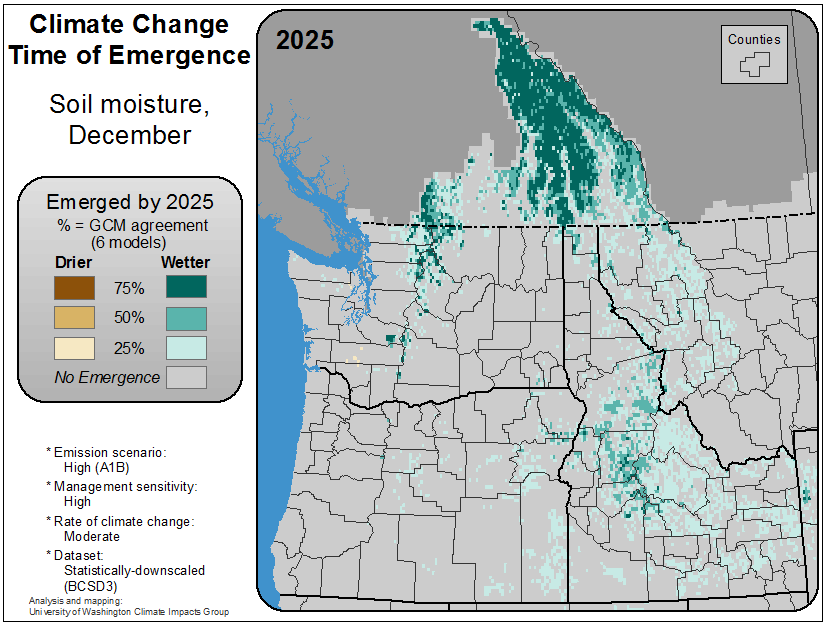 Climate Change
Time of Emergence
Soil moisture,
December
Emerged by 2025
% = GCM agreement
(6 models)
Drier Wetter
75%
50%
25%
No Emergence
* Emission scenario:
High (A1B)
* Management sensitivity:
High
* Rate of climate change:
Moderate
* Dataset:
Statistically-downscaled
(BCSD3)
Analysis and mapping:
University of Washington Climate Impacts Group
2025
Counties